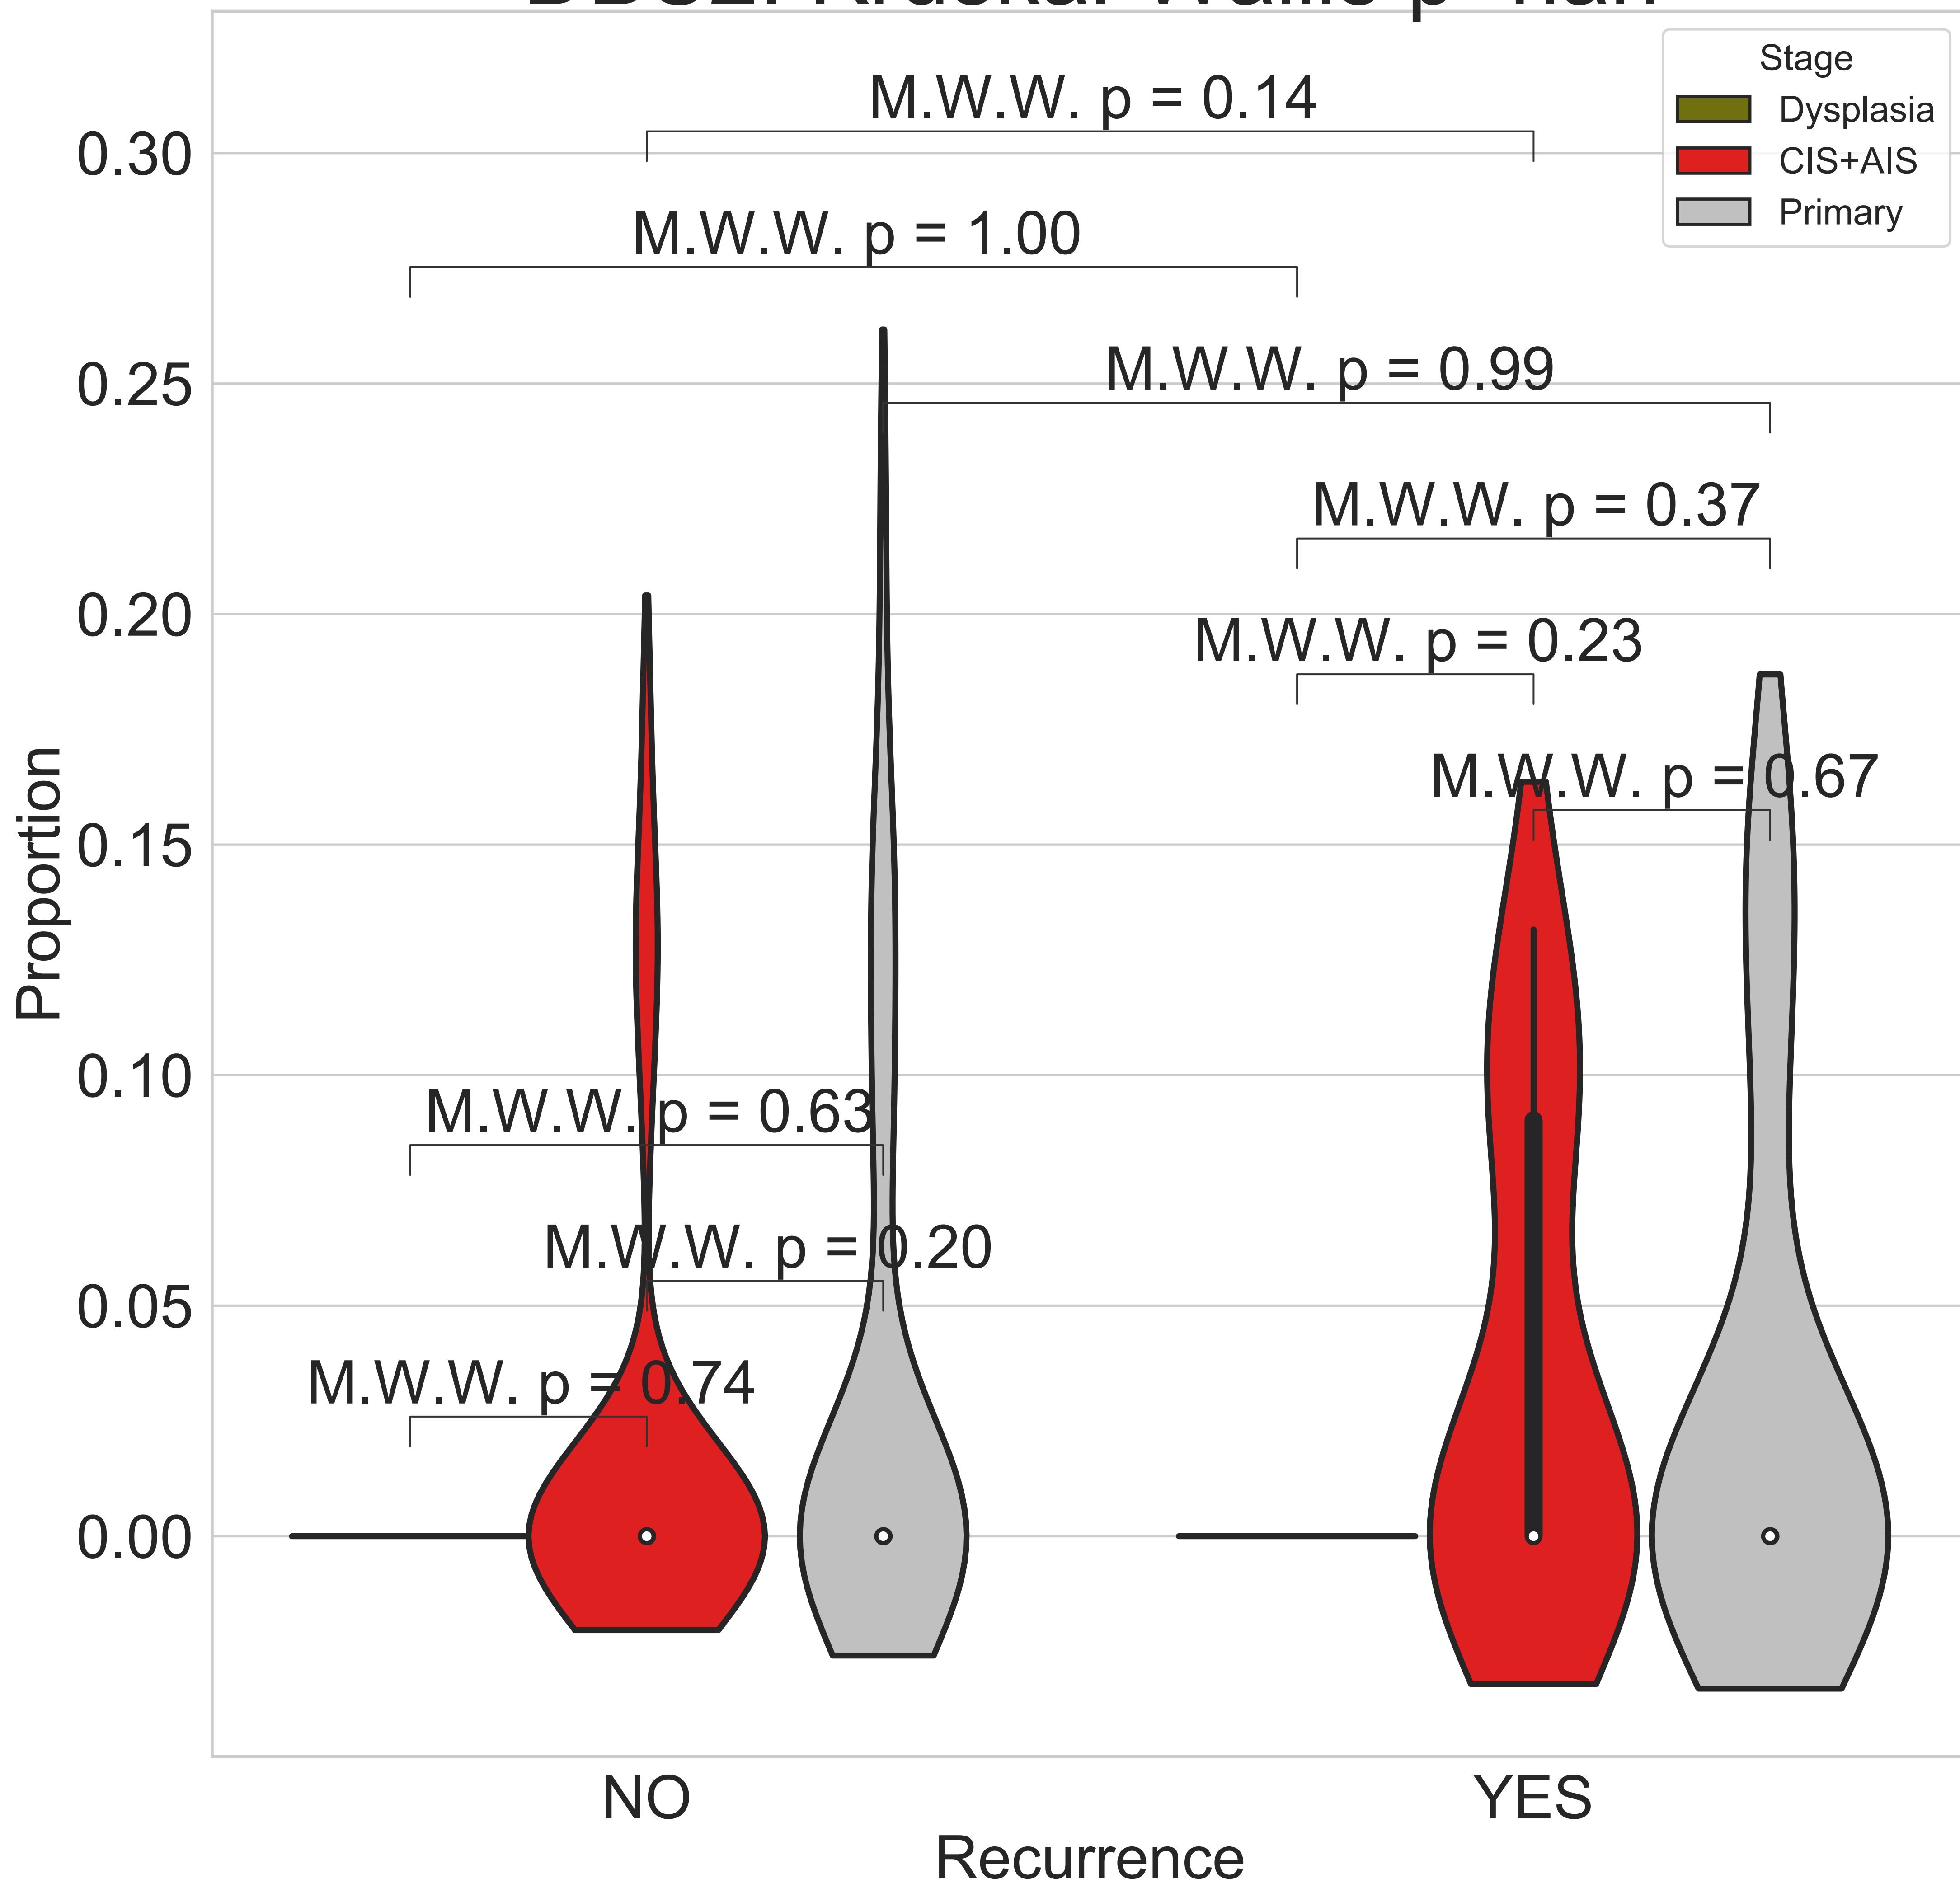 Stage
Dysplasia
CIS+AIS
Primary
M.W.W. p = 0.14
M.W.W. p = 1.00
M.W.W. p = 0.99
M.W.W. p = 0.37
M.W.W. p = 0.23
M.W.W. p = 0.67
M.W.W. p = 0.63
M.W.W. p = 0.20
M.W.W. p = 0.74
0.30
0.25
0.20
0.15
0.10
0.05
0.00
Proportion
NO
YES
Recurrence